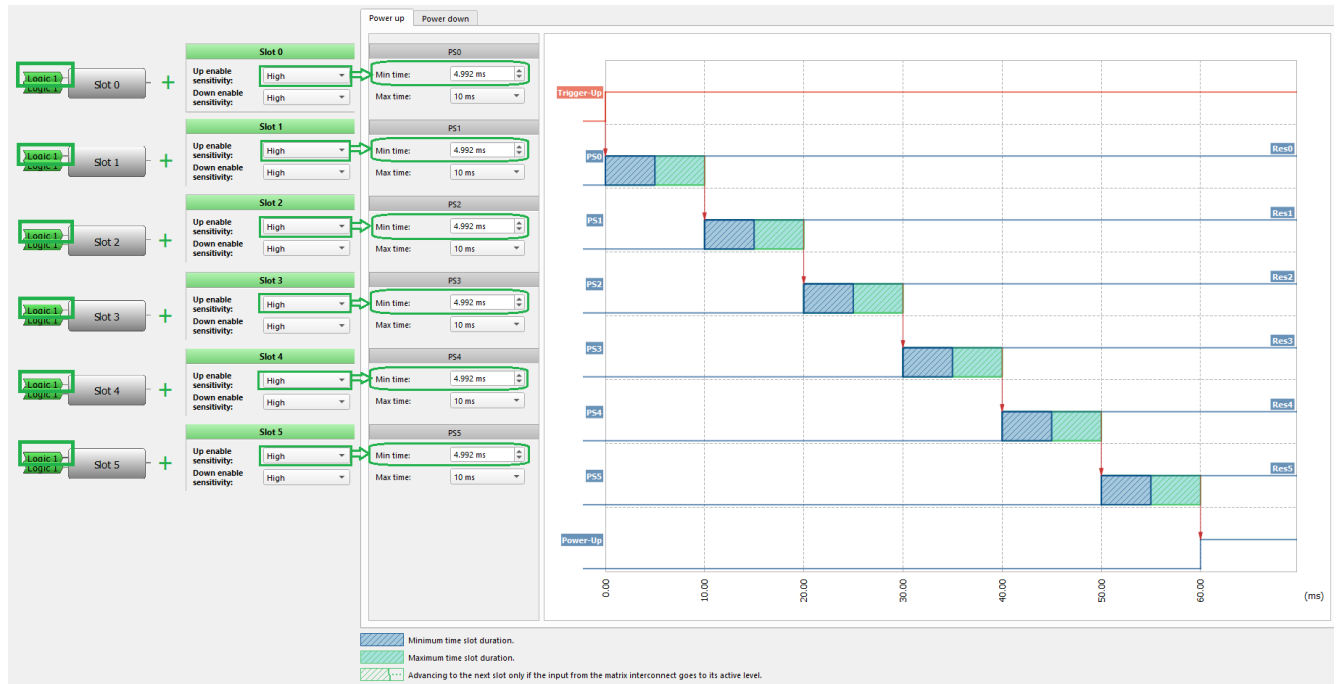 Power up
Power down
Slot 0
Logic 1
Logic 1
Slot 0
+
Up enable
sensitivity:
High
Down enable
sensitivity:
High
PS0
Min time:
4.992 ms
Max time:
10 ms
Slot 1
Logic 1
Logic 1
Slot 1
+
Up enable
sensitivity:
High
Down enable
sensitivity:
High
PS1
Min time:
4.992 ms
Max time:
10 ms
Slot 2
Logic 1
Logic 1
Slot 2
+
Up enable
sensitivity:
High
Down enable
sensitivity:
High
PS2
Min time:
4.992 ms
Max time:
10 ms
Slot 3
Logic 1
Logic 1
Slot 3
+
Up enable
sensitivity:
High
Down enable
sensitivity:
High
PS3
Min time:
4.992 ms
Max time:
10 ms
Slot 4
Logic 1
Logic 1
Slot 4
+
Up enable
sensitivity:
High
Down enable
sensitivity:
High
PS4
Min time:
4.992 ms
Max time:
10 ms
Slot 5
Logic 1
Logic 1
Slot 5
+
Up enable
sensitivity:
High
Down enable
sensitivity:
High
PS5
Min time:
4.992 ms
Max time:
10 ms
Trigger-Up
PS0
Res0
PS1
Res1
PS2
Res2
PS3
Res3
PS4
Res4
PS5
Res5
Power-Up
0.00
10.00
20.00
30.00
40.00
50.00
60.00
(ms)
Minimum time slot duration.
Maximum time slot duration.
Advancing to the next slot only if the input from the matrix interconnect goes to its active level.